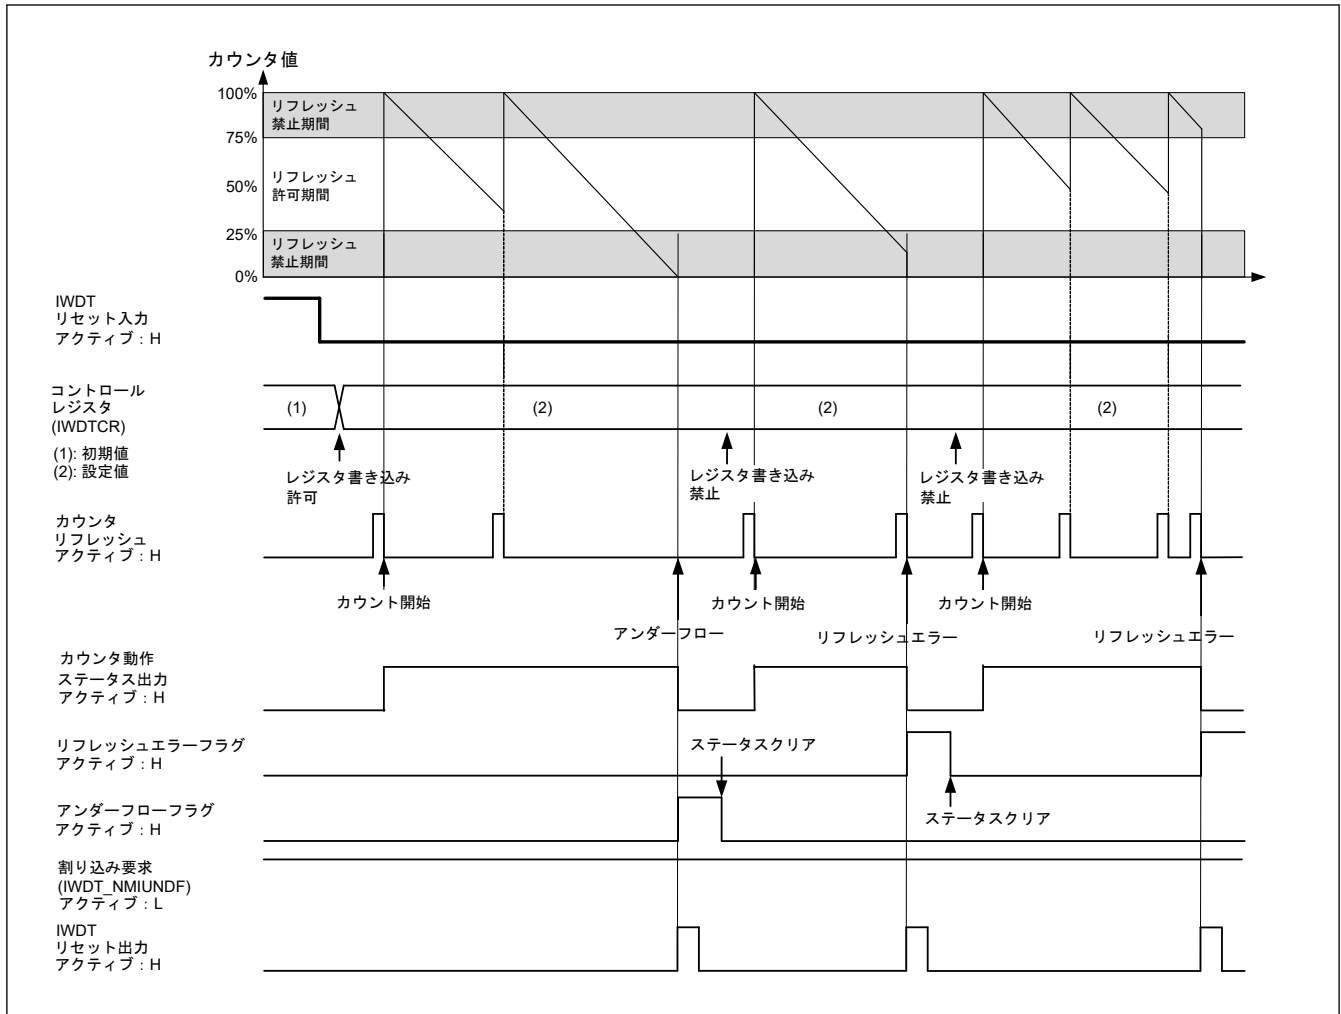 カウンタ値
100%
リフレッシュ
禁止期間
75%
50%
リフレッシュ
許可期間
25%
リフレッシュ
禁止期間
0%
IWDT
リセット入力
アクティブ : H
コントロール
レジスタ
(IWDTCR)
(1)
(2)
(2)
(2)
(1): 初期値
(2): 設定値
レジスタ書き込み
許可
レジスタ書き込み
禁止
レジスタ書き込み
禁止
カウンタ
リフレッシュ
アクティブ : H
カウント開始
カウント開始
カウント開始
アンダーフロー
リフレッシュエラー
リフレッシュエラー
カウンタ動作
ステータス出力
アクティブ : H
リフレッシュエラーフラグ
アクティブ : H
ステータスクリア
アンダーフローフラグ
アクティブ : H
ステータスクリア
割り込み要求
(IWDT_NMIUNDF)
アクティブ : L
IWDT
リセット出力
アクティブ : H